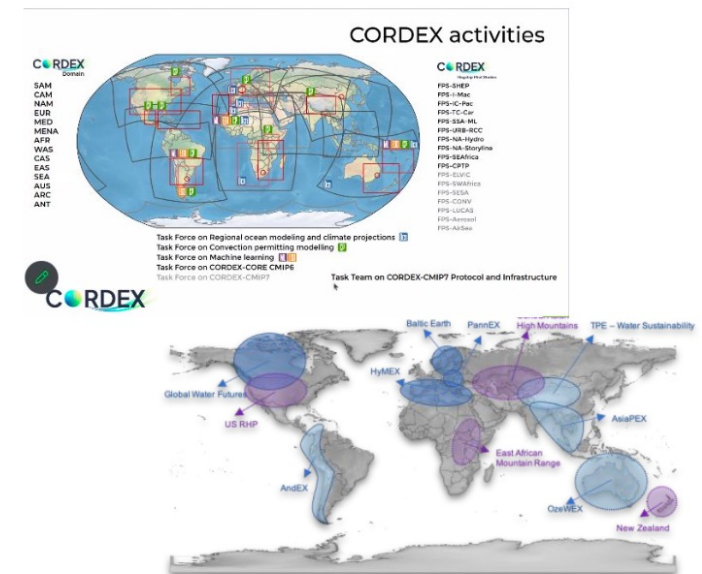 CORDEX activities
CORDEX
Domain
SAM
CAM
NAM
EUR
MED
MENA
AFR
WAS
CAS
EAS
SEA
AUS
ARC
ANT
CORDEX
Flagship Pilot Studies
FPS-SHEP
FPS-I-Mac
FPS-IC-Pac
FPS-TC-Car
FPS-SSA-ML
FPS-URB-RCC
FPS-NA-Hydro
FPS-NA-Storyline
FPS-SEAfrica
FPS-CPTP
FPS-ELVIC
FPS-SWAfrica
FPS-SESA
FPS-CONV
FPS-LUCAS
FPS-Aerosol
FPS-AirSea
Task Force on Regional ocean modeling and climate projections
Task Force on Convection permitting modelling
Task Force on Machine learning
Task Force on CORDEX-CORE CMIP6
Task Force on CORDEX-CMIP7
Task Team on CORDEX-CMIP7 Protocol and Infrastructure
CORDEX
Baltic Earth
PannEX
High Mountains
TPE – Water Sustainability
HyMEX
Global Water Futures
US RHP
AsiaPEX
East African
Mountain Range
AndEX
OzeWEX
New Zealand